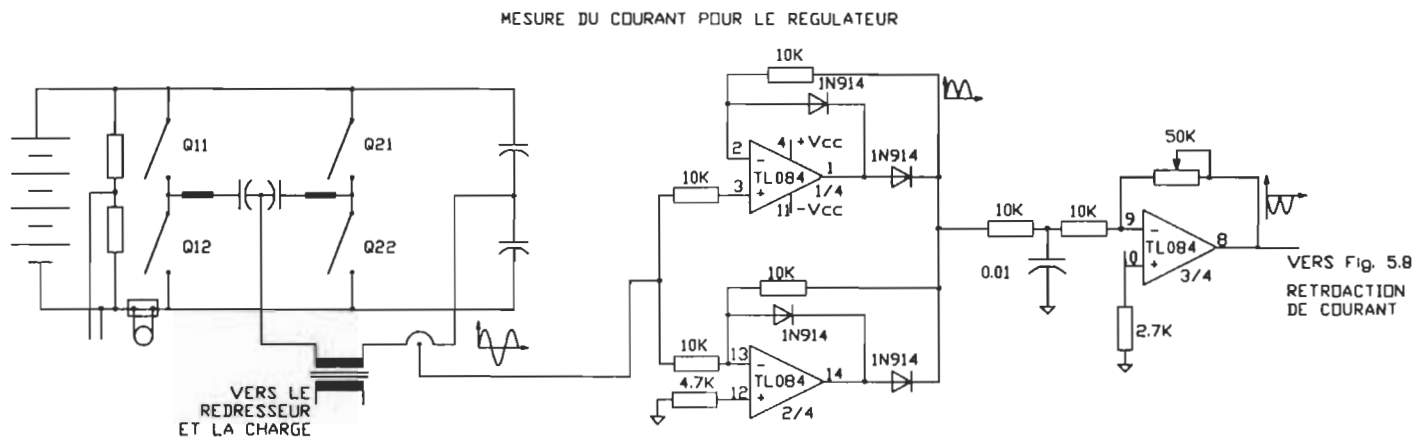 MESURE DU COURANT POUR LE REGULATEUR
10K
1N914
Q11
Q21
2
4
+Vcc
TL084
1
1/4
1N914
10K
3
11
-Vcc
50K
10K
10K
9
TL084
8
10
3/4
Q12
Q22
0.01
VERS Fig. 5.8
RETROACTION
DE COURANT
2.7K
10K
1N914
10K
13
TL084
14
1N914
4.7K
12
2/4
VERS LE
REDRESSEUR
ET LA CHARGE